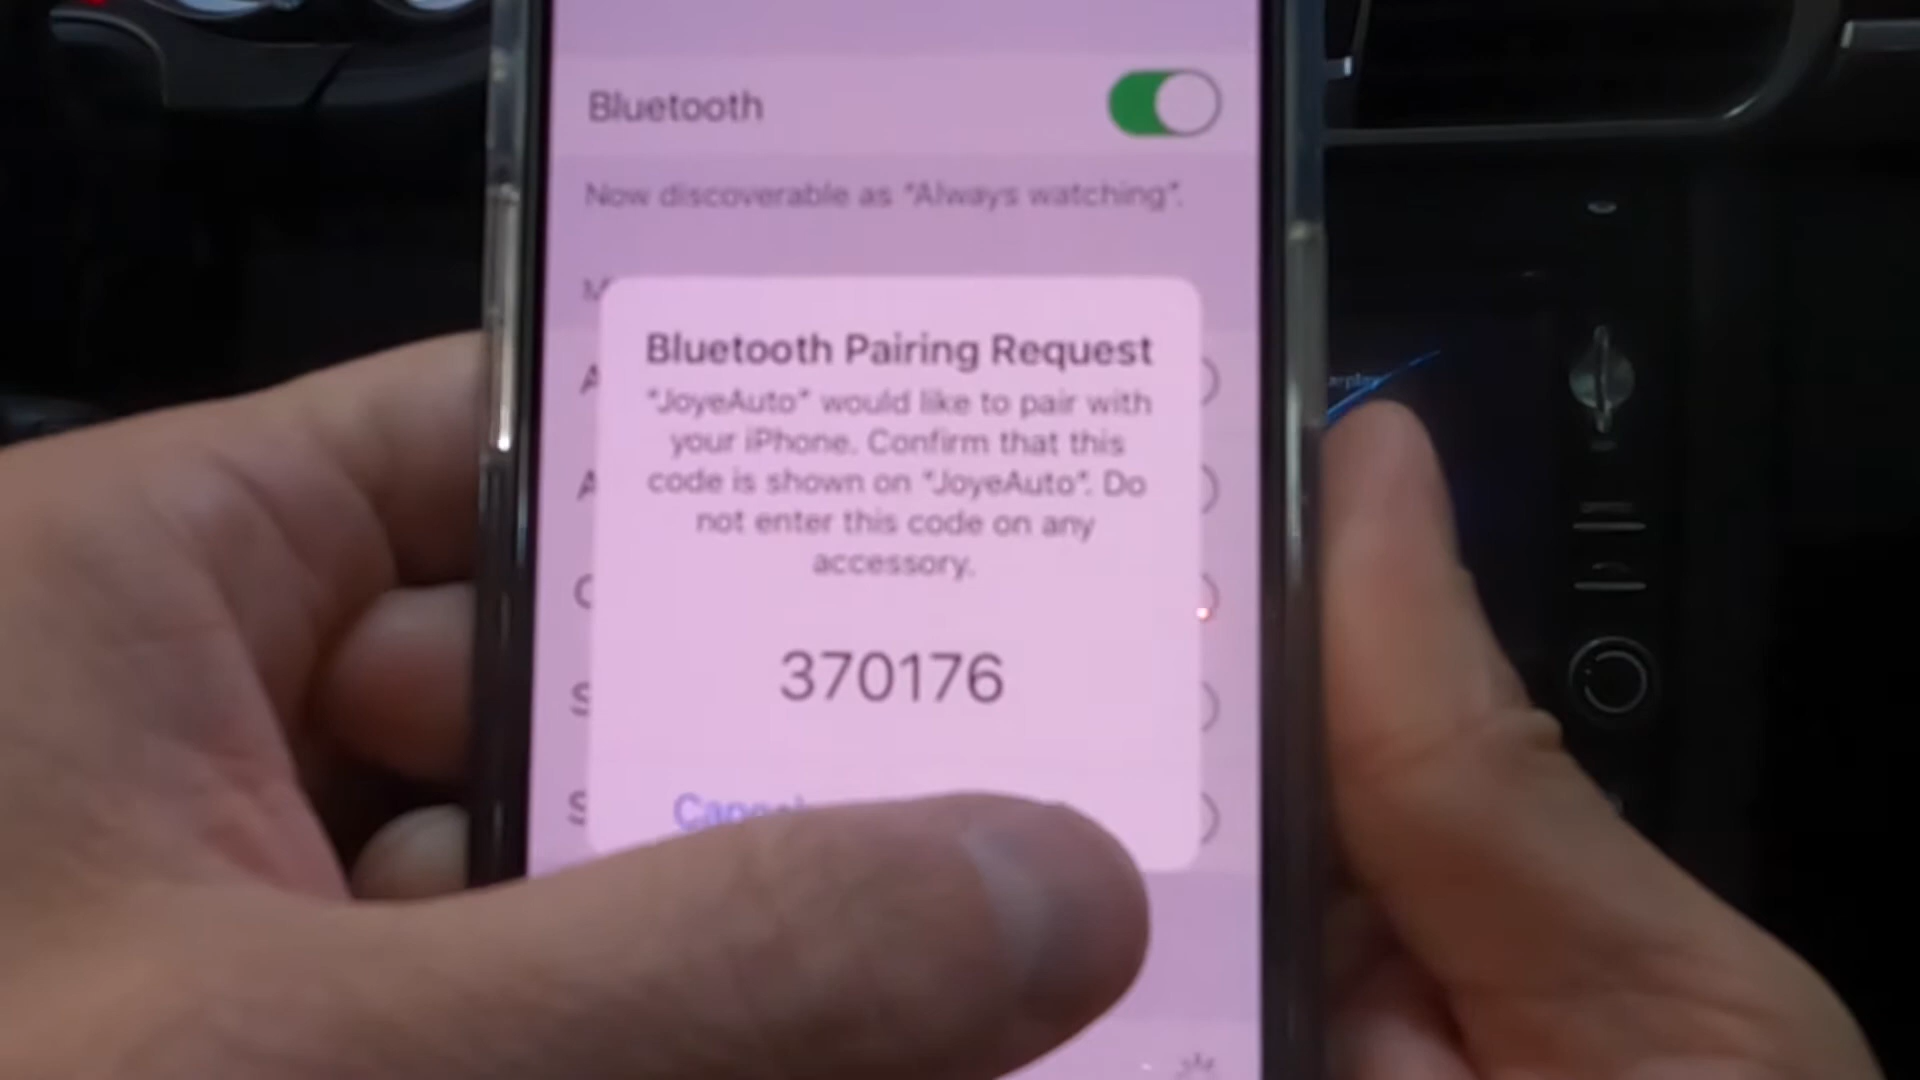 Bluetooth
Now discoverable as "Always watching".
Bluetooth Pairing Request
"JoyeAuto" would like to pair with
your iPhone. Confirm that this
code is shown on "JoyeAuto". Do
not enter this code on any
accessory.
370176